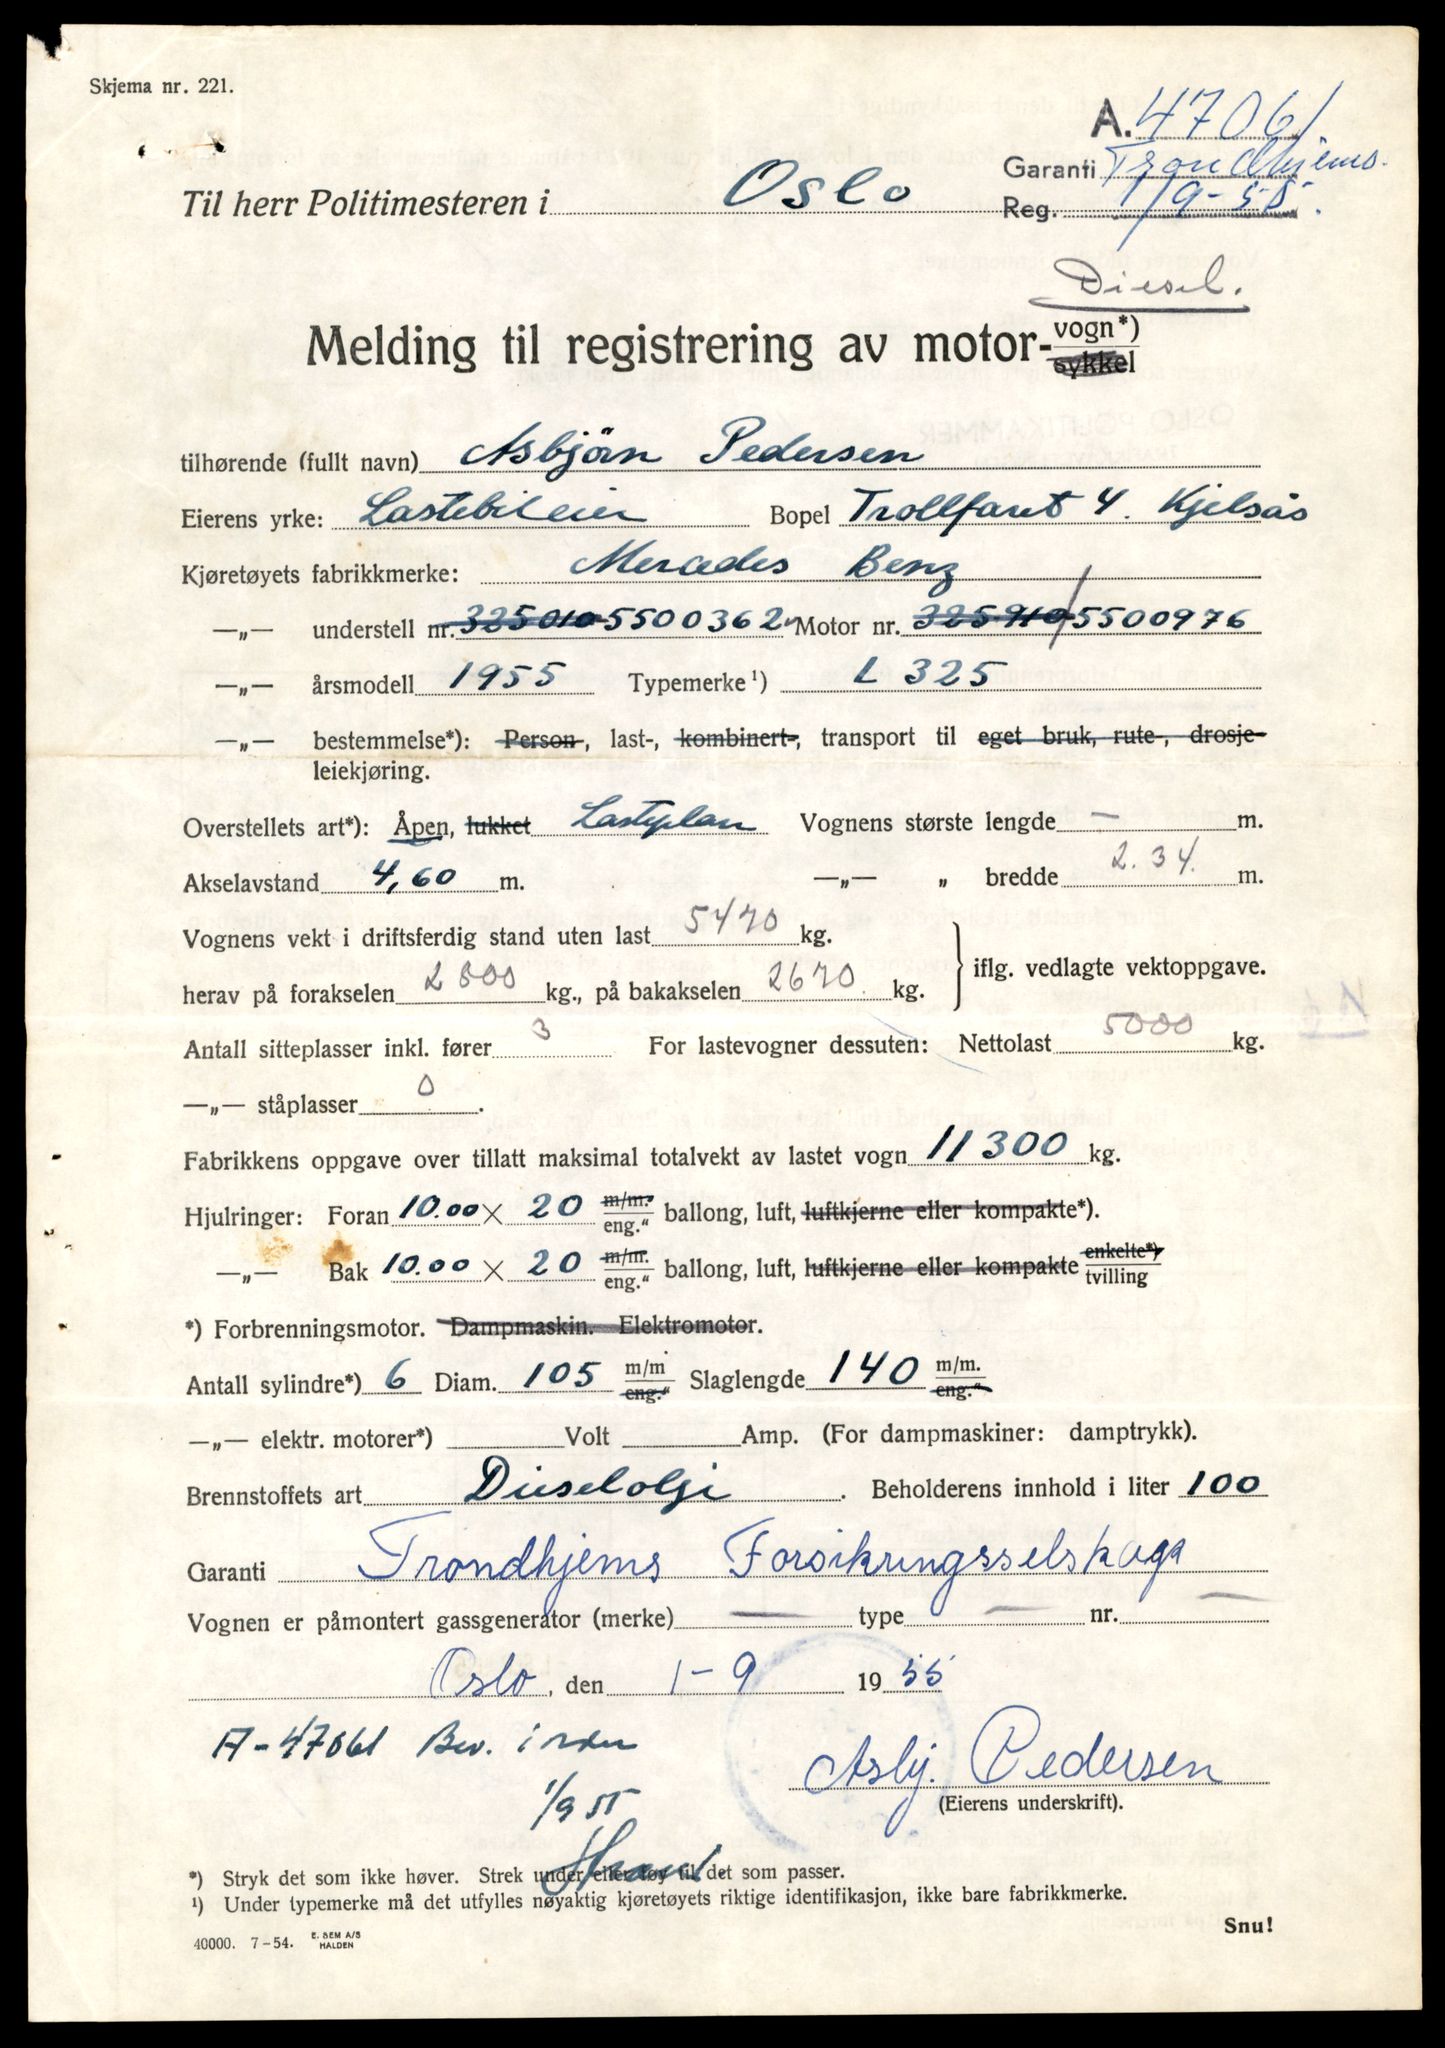 Skjema nr. 221.
A. 47061
Garanti Trondhjems.
Reg. 1/9-55.
Til herr Politimesteren i Oslo
Diesel.
Melding til registrering av motor- vogn*)
sykkel
tilhørende (fullt navn) Asbjörn Pedersen
Eierens yrke: Lastebileier Bopel Trollfaret 4. Kjelsås
Kjøretøyets fabrikkmerke: Mercedes Benz
—„— understell nr. 325010 5500362 Motor nr. 325910 5500976
—„— årsmodell 1955 Typemerke ¹) L 325
—„— bestemmelse*): Person-, last-, kombinert-, transport til eget bruk, rute-, drosje-
leiekjøring.
Overstellets art*): Åpen, lukket Lasteplan Vognens største lengde — m.
Akselavstand 4,60 m. —„— „ bredde 2.34. m.
Vognens vekt i driftsferdig stand uten last 5470 kg.
herav på forakselen 2800 kg., på bakakselen 2670 kg. iflg. vedlagte vektoppgave.
Antall sitteplasser inkl. fører 3 For lastevogner dessuten: Nettolast 5000 kg.
—„— ståplasser 0.
Fabrikkens oppgave over tillatt maksimal totalvekt av lastet vogn 11300 kg.
Hjulringer: Foran 10.00 × 20 m/m. eng.“ ballong, luft, luftkjerne eller kompakte*).
—„— Bak 10.00 × 20 m/m. eng.“ ballong, luft, luftkjerne eller kompakte enkelte*) tvilling
*) Forbrenningsmotor. Dampmaskin. Elektromotor.
Antall sylindre*) 6 Diam. 105 m/m eng.“ Slaglengde 140 m/m. eng.“
—„— elektr. motorer*) Volt Amp. (For dampmaskiner: damptrykk).
Brennstoffets art Dieselolje. Beholderens innhold i liter 100
Garanti Trondhjems Forsikringsselskap
Vognen er påmontert gassgenerator (merke) — type — nr. —
Oslo, den 1-9 1955
A-47061 Bev. i orden
1/9 55
Asbj. Pedersen
(Eierens underskrift).
*) Stryk det som ikke høver. Strek under eller føy til det som passer.
¹) Under typemerke må det utfylles nøyaktig kjøretøyets riktige identifikasjon, ikke bare fabrikkmerke.
Snu!
40000. 7-54. E. SEM A/S
HALDEN